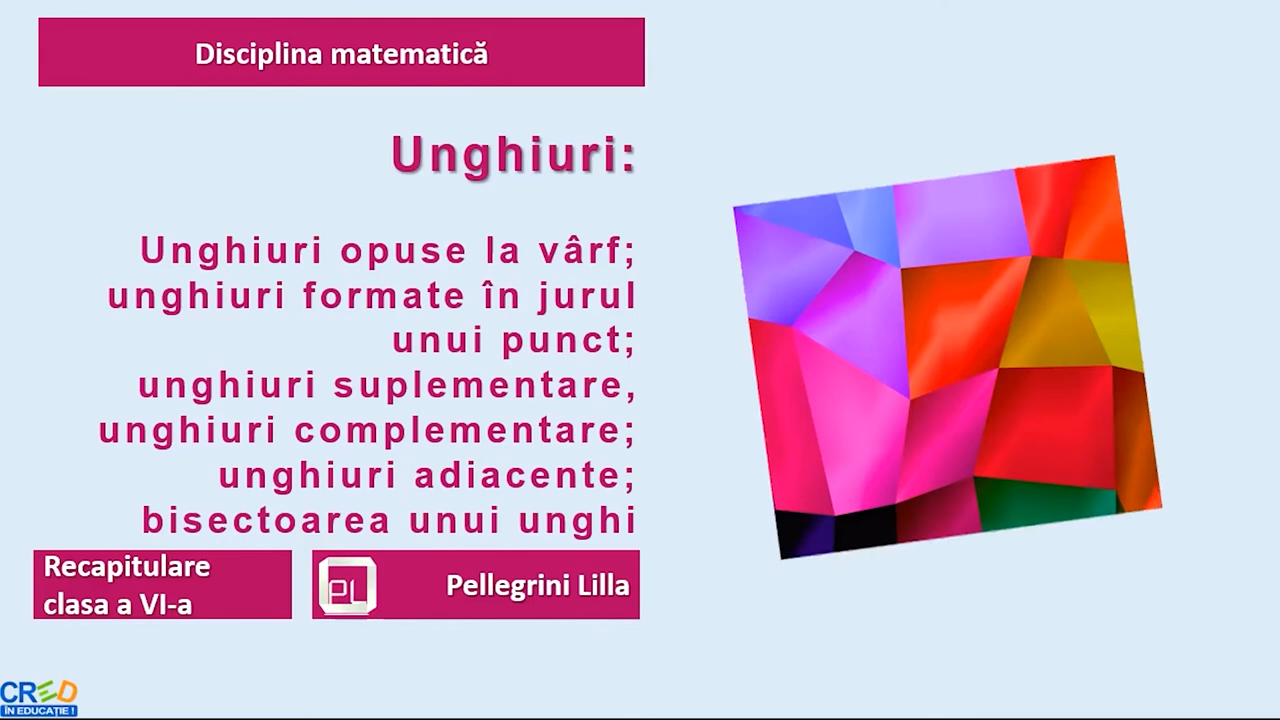 Disciplina matematică
Unghiuri:
Unghiuri opuse la vârf;
unghiuri formate în jurul
unui punct;
unghiuri suplementare,
unghiuri complementare;
unghiuri adiacente;
bisectoarea unui unghi
Recapitulare
clasa a VI-a
PL
Pellegrini Lilla
CRED
ÎN EDUCAȚIE !